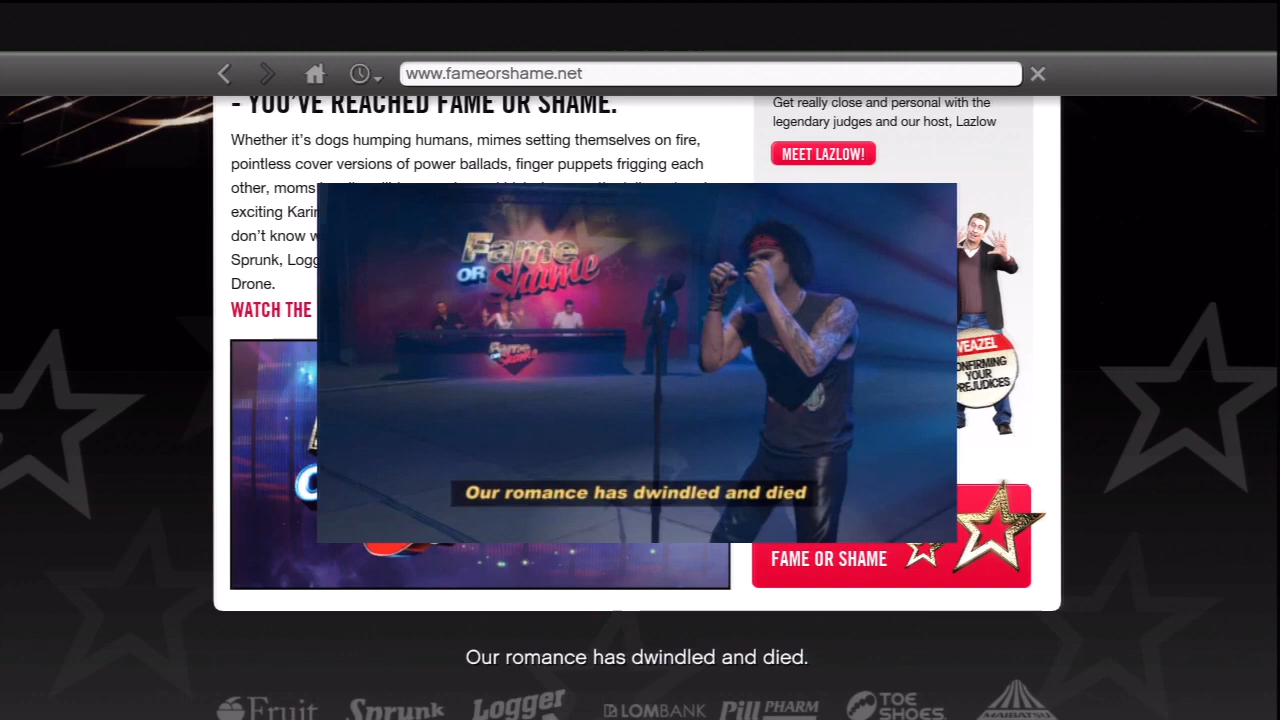 www.fameorshame.net
- YOU'VE REACHED FAME OR SHAME.
Whether it's dogs humping humans, mimes setting themselves on fire,
pointless cover versions of power ballads, finger puppets frigging each
other, moms
exciting Karin
don't know w
Sprunk, Logg
Drone.
WATCH THE
Get really close and personal with the
legendary judges and our host, Lazlow
MEET LAZLOW!
Fame
OR Shame
Fame
OR Shame
WEAZEL
CONFIRMING
YOUR
PREJUDICES
Our romance has dwindled and died
FAME OR SHAME
Our romance has dwindled and died.
Fruit
Sprunk
Logger
LOMBANK
Pill PHARM
TOE
SHOES
MAIBATSU